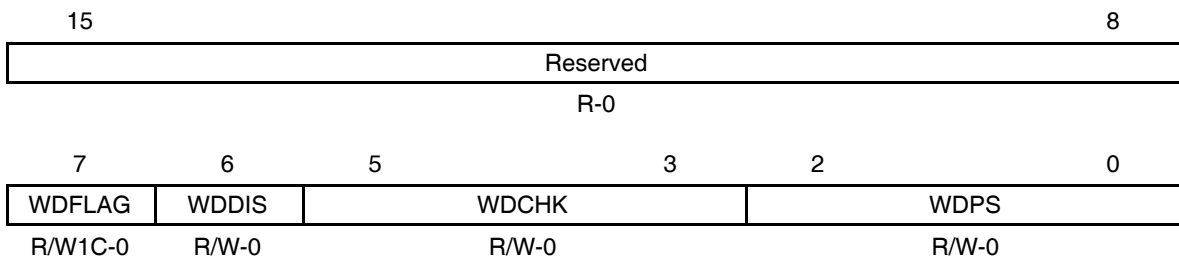 15 8
Reserved
R-0
7 6 5 3 2 0
WDFLAG WDDIS WDCHK WDPS
R/W1C-0 R/W-0 R/W-0 R/W-0